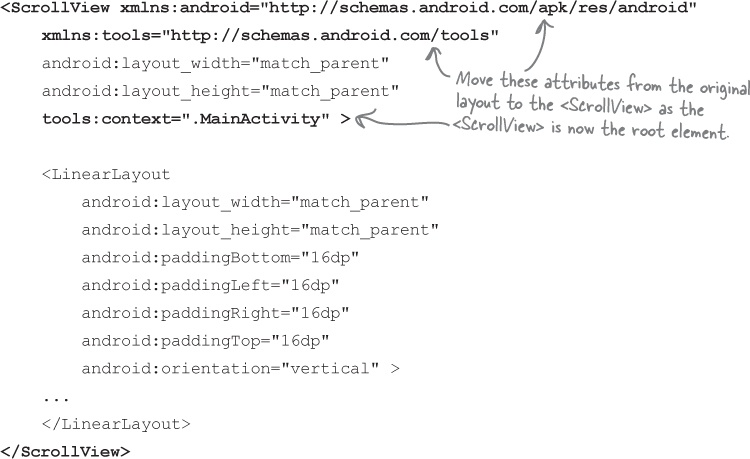 <ScrollView xmlns:android="http://schemas.android.com/apk/res/android"
xmlns:tools="http://schemas.android.com/tools"
android:layout_width="match_parent"
android:layout_height="match_parent"
tools:context=".MainActivity" >
Move these attributes from the original
layout to the <ScrollView> as the
<ScrollView> is now the root element.
<LinearLayout
android:layout_width="match_parent"
android:layout_height="match_parent"
android:paddingBottom="16dp"
android:paddingLeft="16dp"
android:paddingRight="16dp"
android:paddingTop="16dp"
android:orientation="vertical" >
...
</LinearLayout>
</ScrollView>